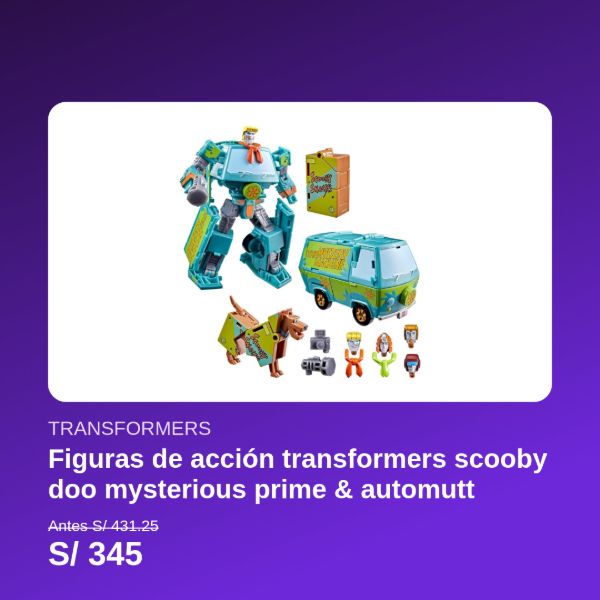 TRANSFORMERS
Figuras de acción transformers scooby
doo mysterious prime & automutt
Antes S/ 431.25
S/ 345